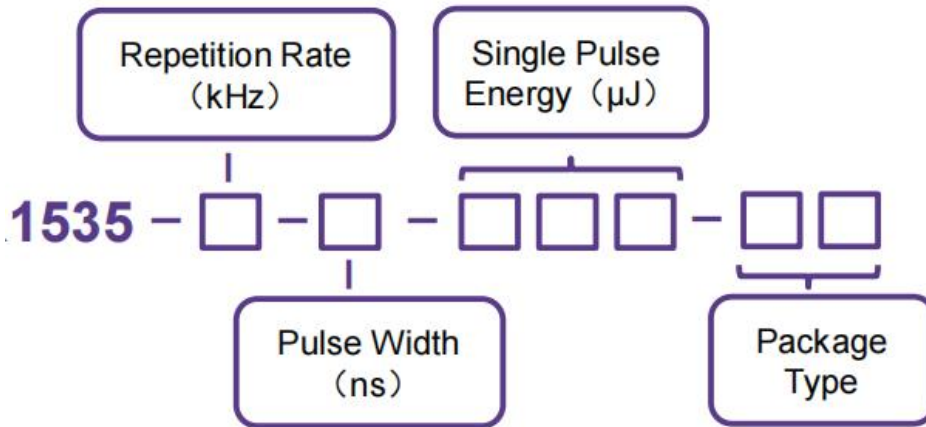 Repetition Rate
（kHz）
Single Pulse
Energy（μJ）
1535 – □ – □ – □□□ – □□
Pulse Width
（ns）
Package
Type